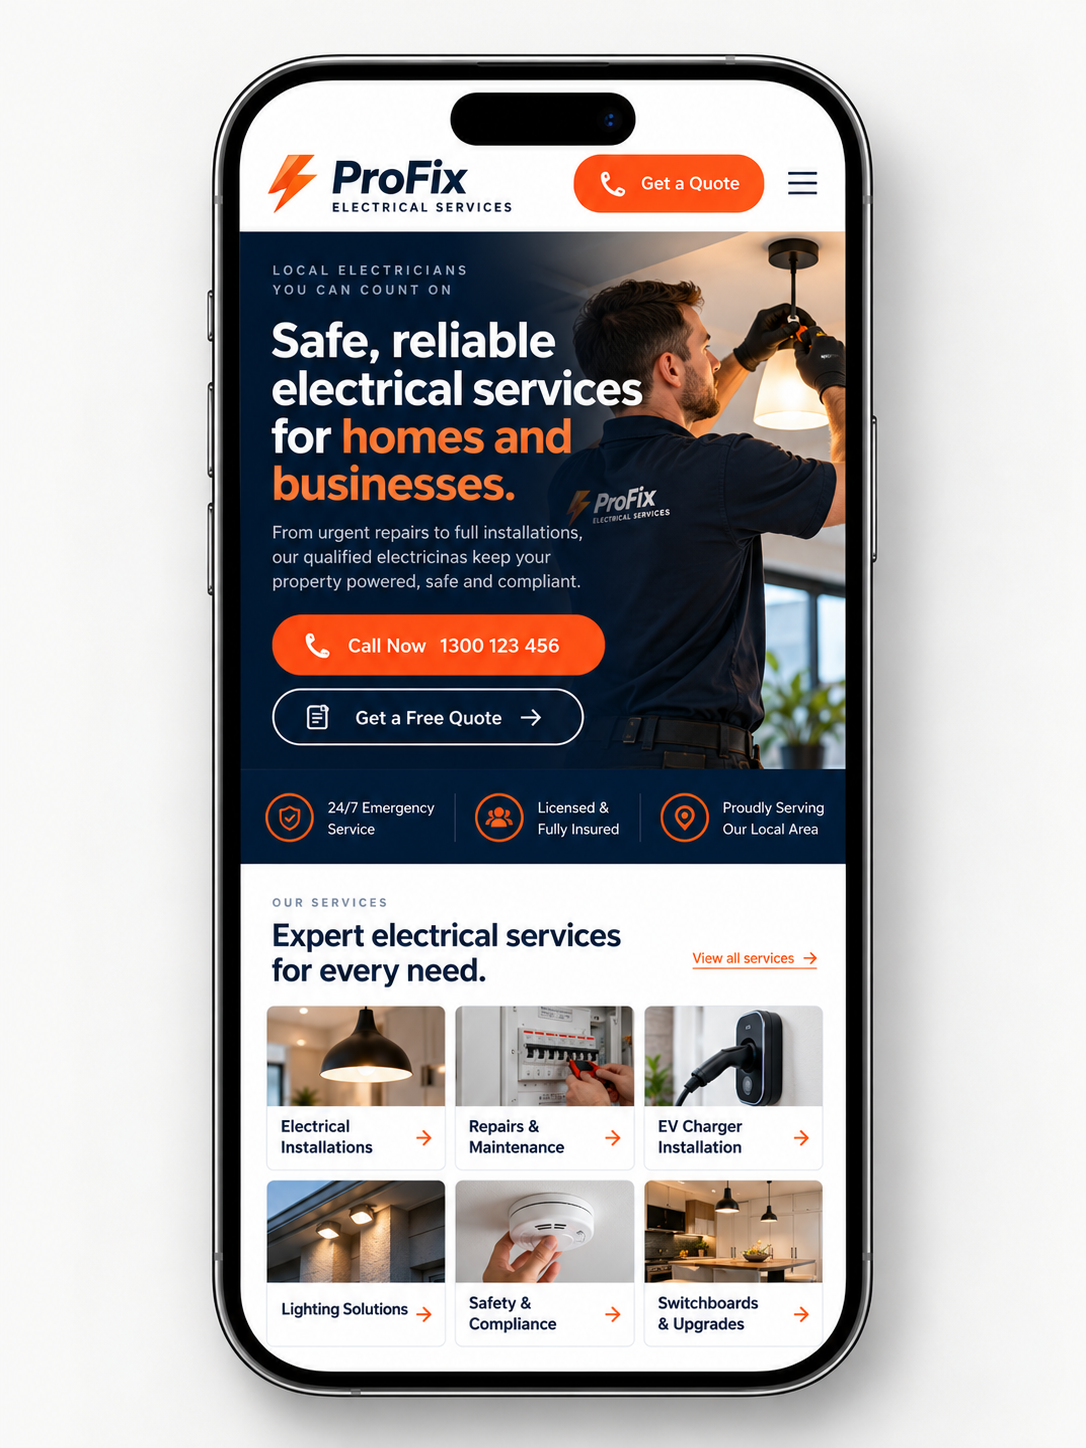 ProFix
ELECTRICAL SERVICES
Get a Quote
LOCAL ELECTRICIANS
YOU CAN COUNT ON
Safe, reliable
electrical services
for homes and
businesses.
ProFix
ELECTRICAL SERVICES
From urgent repairs to full installations,
our qualified electricinas keep your
property powered, safe and compliant.
Call Now 1300 123 456
Get a Free Quote
24/7 Emergency
Service
Licensed &
Fully Insured
Proudly Serving
Our Local Area
OUR SERVICES
Expert electrical services
for every need.
View all services
Electrical
Installations
Repairs &
Maintenance
EV Charger
Installation
Lighting Solutions
Safety &
Compliance
Switchboards
& Upgrades